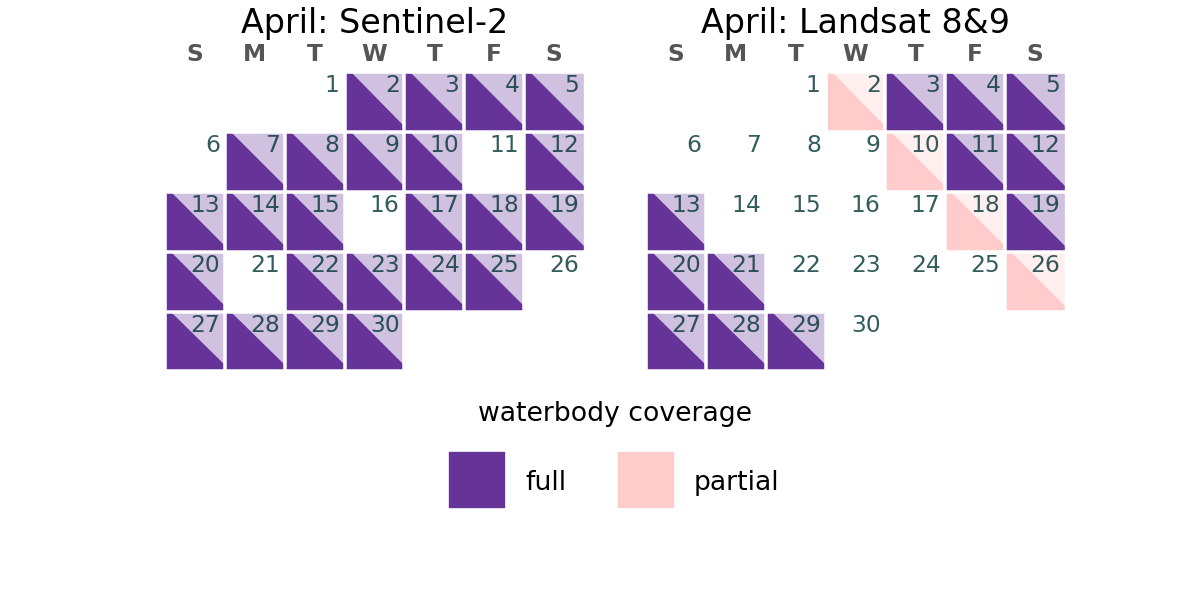 April: Sentinel-2
S M T W T F S
1 2 3 4 5
6 7 8 9 10 11 12
13 14 15 16 17 18 19
20 21 22 23 24 25 26
27 28 29 30
April: Landsat 8&9
S M T W T F S
1 2 3 4 5
6 7 8 9 10 11 12
13 14 15 16 17 18 19
20 21 22 23 24 25 26
27 28 29 30
waterbody coverage
full
partial